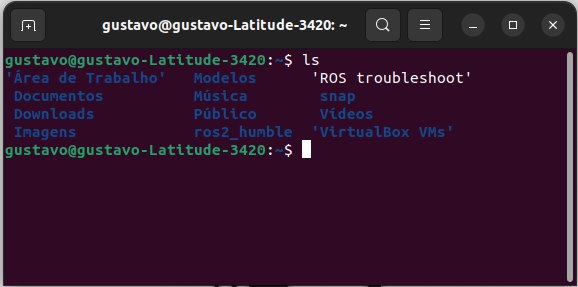 gustavo@gustavo-Latitude-3420: ~
gustavo@gustavo-Latitude-3420:~$ ls
'Área de Trabalho'   Modelos      'ROS troubleshoot'
 Documentos          Música        snap
 Downloads           Público       Vídeos
 Imagens             ros2_humble  'VirtualBox VMs'
gustavo@gustavo-Latitude-3420:~$